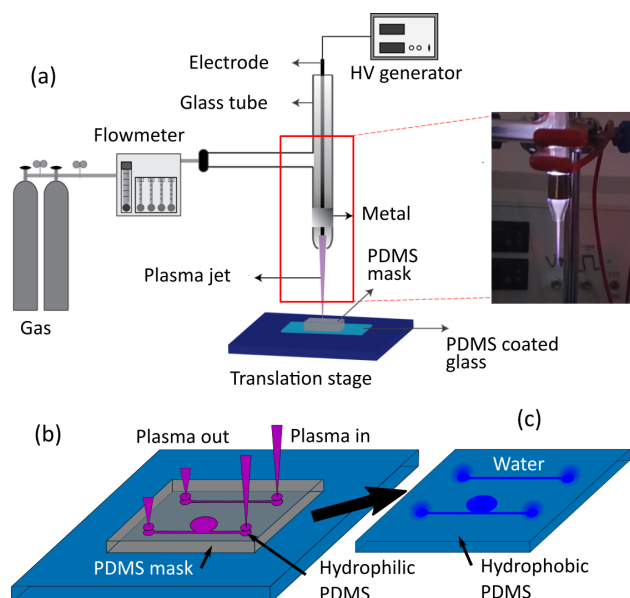 (a)
Electrode
HV generator
Glass tube
Flowmeter
Metal
PDMS
mask
Plasma jet
Gas
PDMS coated
glass
Translation stage
(b)
Plasma out
Plasma in
(c)
Water
PDMS mask
Hydrophilic
PDMS
Hydrophobic
PDMS